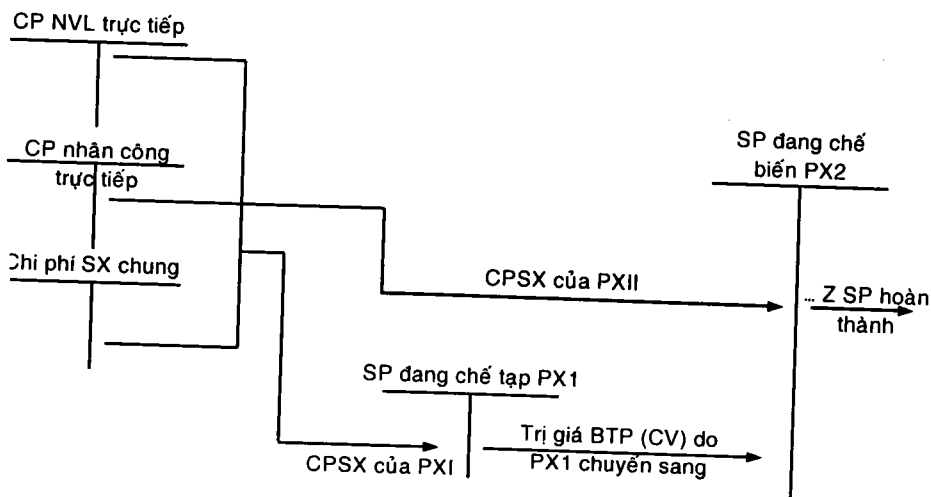 CP NVL trực tiếp
CP nhân công
trực tiếp
Chi phí SX chung
SP đang chế
biến PX2
CPSX của PXII
... Z SP hoàn
thành
SP đang chế tạp PX1
CPSX của PXI
Trị giá BTP (CV) do
PX1 chuyển sang